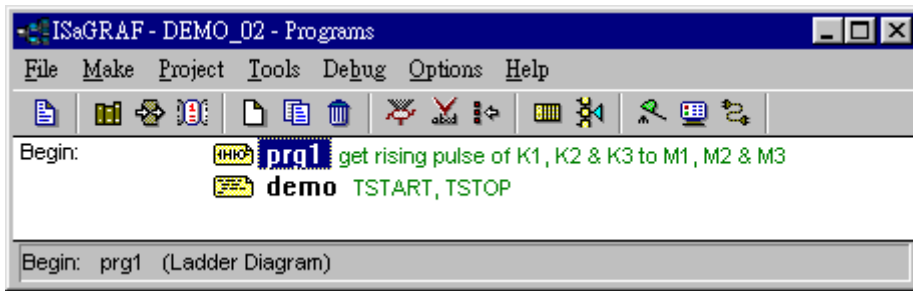 ISaGRAF - DEMO_02 - Programs
File Make Project Tools Debug Options Help
Begin: prg1 get rising pulse of K1, K2 & K3 to M1, M2 & M3
demo TSTART, TSTOP
Begin: prg1 (Ladder Diagram)